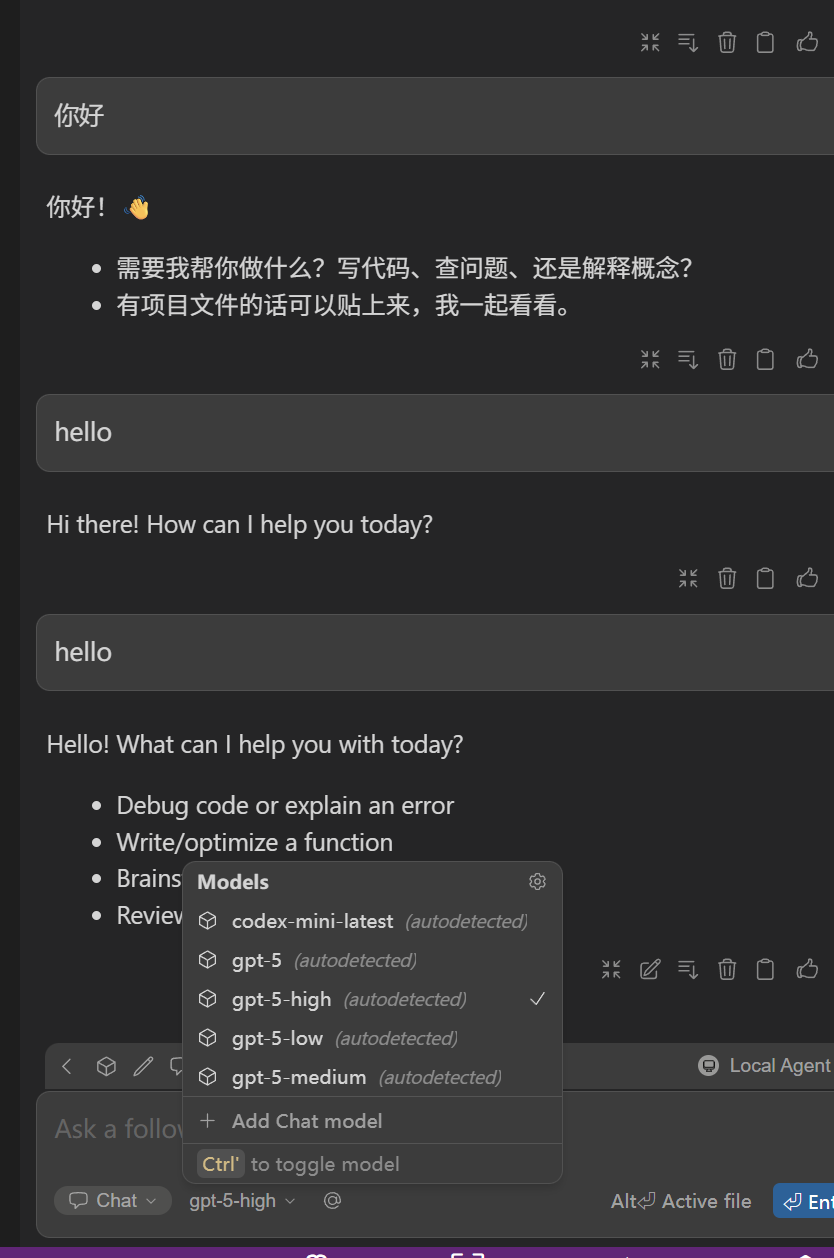 你好
你好！ 👋
需要我帮你做什么？写代码、查问题、还是解释概念？
有项目文件的话可以贴上来，我一起看看。
hello
Hi there! How can I help you today?
hello
Hello! What can I help you with today?
Debug code or explain an error
Write/optimize a function
Brains
Review
Models
codex-mini-latest (autodetected)
gpt-5 (autodetected)
gpt-5-high (autodetected)
gpt-5-low (autodetected)
gpt-5-medium (autodetected)
Add Chat model
Ctrl' to toggle model
Local Agent
Ask a follow
Chat gpt-5-high @ Alt⏎ Active file ⏎ Ent